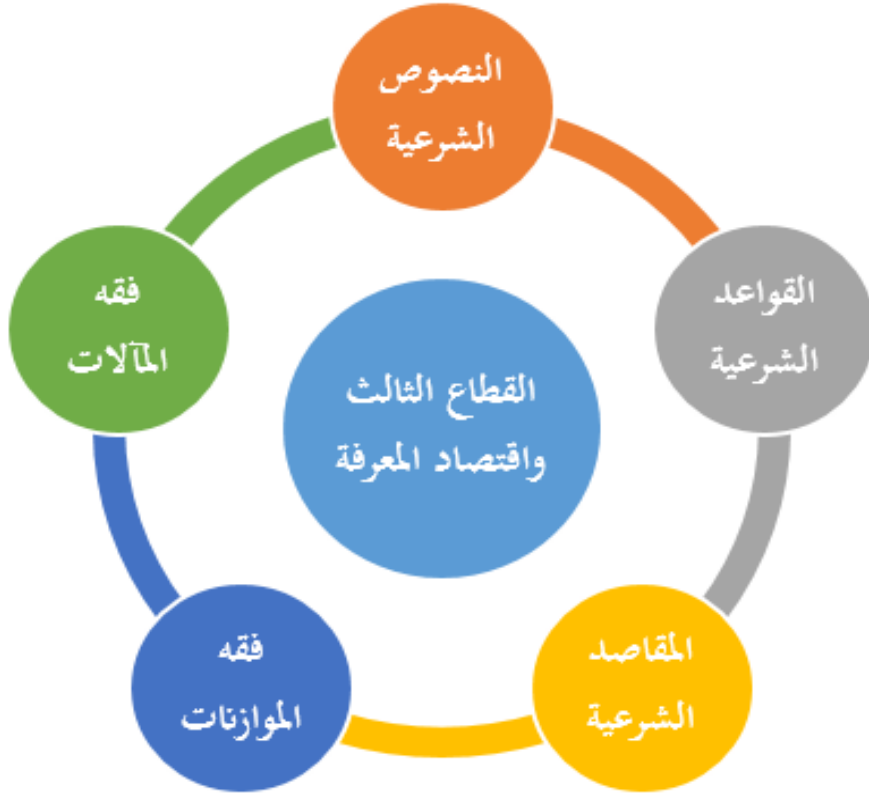 النصوص
الشرعية
القواعد
الشرعية
المقاصد
الشرعية
فقه
الموازنات
فقه
المآلات
القطاع الثالث
واقتصاد المعرفة